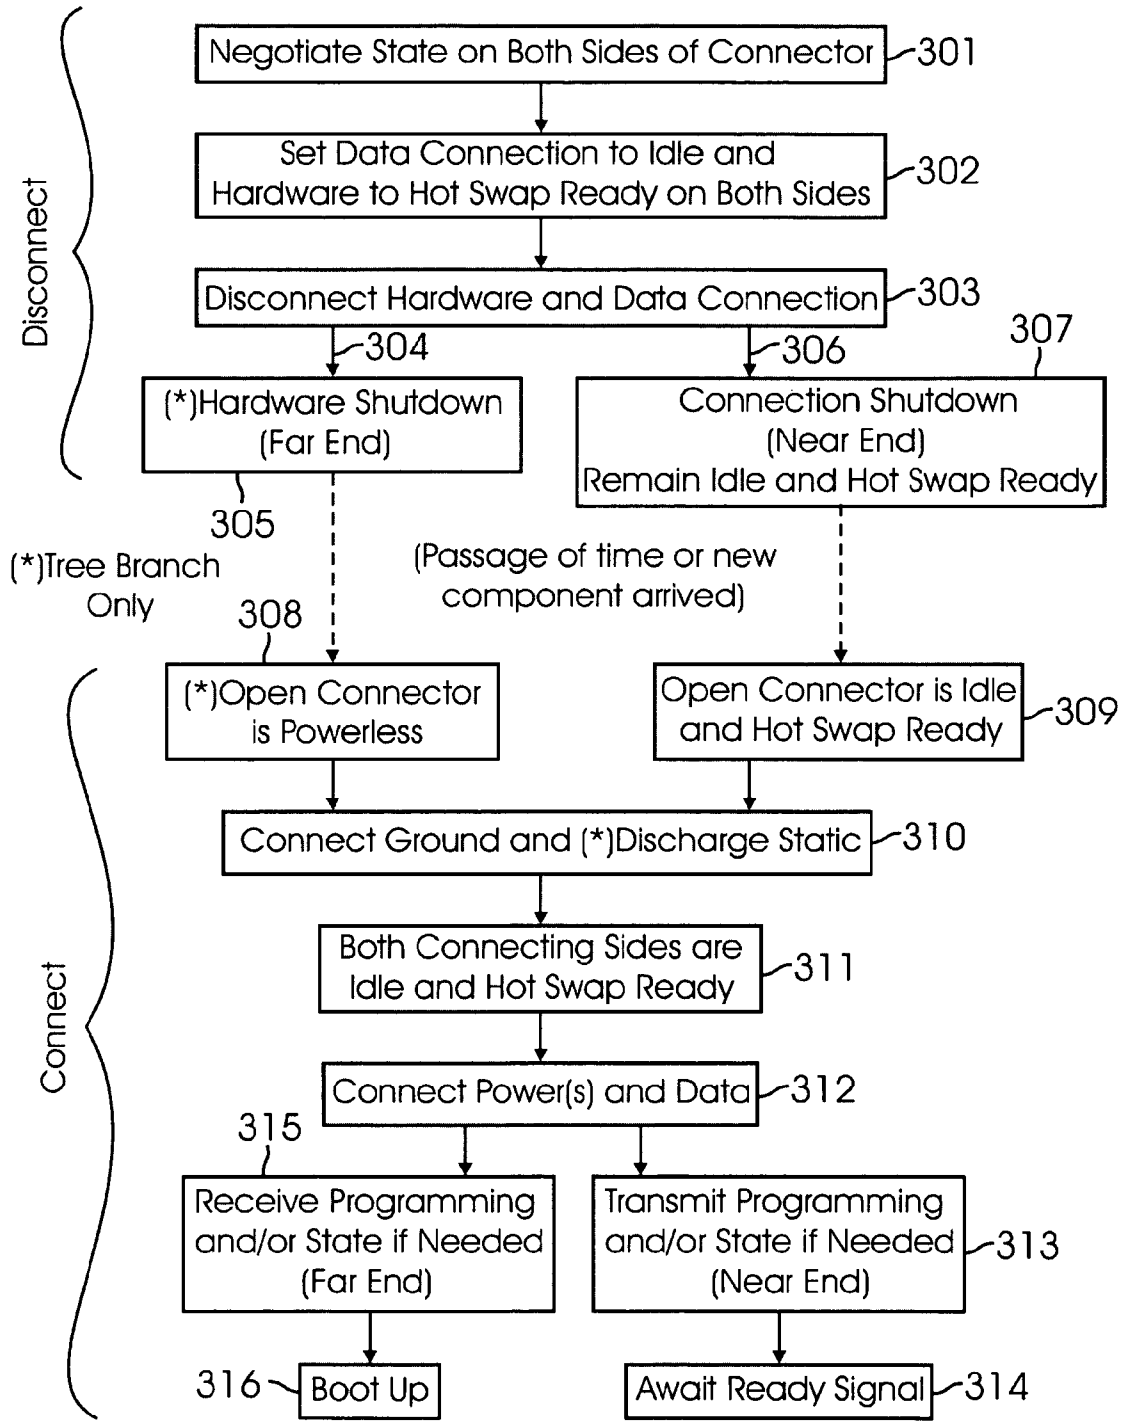 Disconnect
Negotiate State on Both Sides of Connector
301
Set Data Connection to Idle and
Hardware to Hot Swap Ready on Both Sides
302
Disconnect Hardware and Data Connection
303
304
306
307
(*)Hardware Shutdown
(Far End)
305
Connection Shutdown
(Near End)
Remain Idle and Hot Swap Ready
(*)Tree Branch
Only
(Passage of time or new
component arrived)
Connect
308
(*)Open Connector
is Powerless
Open Connector is Idle
and Hot Swap Ready
309
Connect Ground and (*)Discharge Static
310
Both Connecting Sides are
Idle and Hot Swap Ready
311
Connect Power(s) and Data
312
315
Receive Programming
and/or State if Needed
(Far End)
Transmit Programming
and/or State if Needed
(Near End)
313
316
Boot Up
Await Ready Signal
314